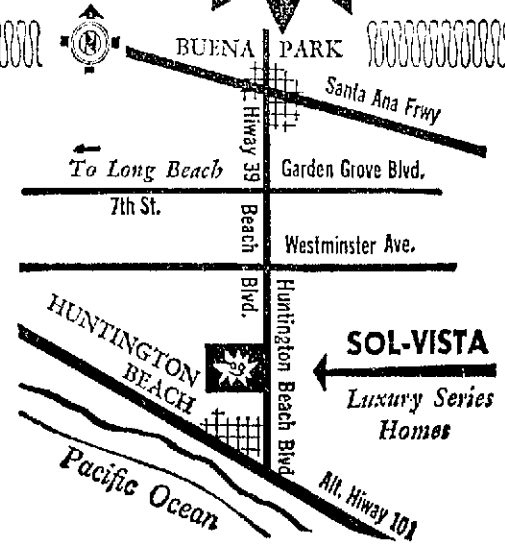 N
BUENA PARK
Santa Ana Frwy
Hiway 39
To Long Beach
Garden Grove Blvd.
7th St.
Beach Blvd.
Westminster Ave.
HUNTINGTON
BEACH
Huntington Beach Blvd
SOL-VISTA
Luxury Series
Homes
Pacific Ocean
Alt. Hiway 101